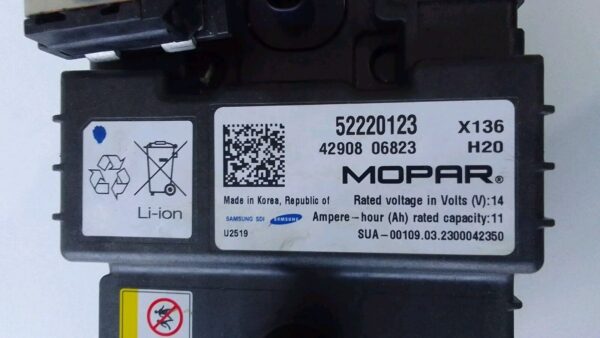 52220123 X136
42908 06823 H20
MOPAR®
Made in Korea, Republic of Rated voltage in Volts (V):14
SAMSUNG SDI SAMSUNG Ampere-hour (Ah) rated capacity:11
U2519 SUA-00109.03.2300042350
Li-ion